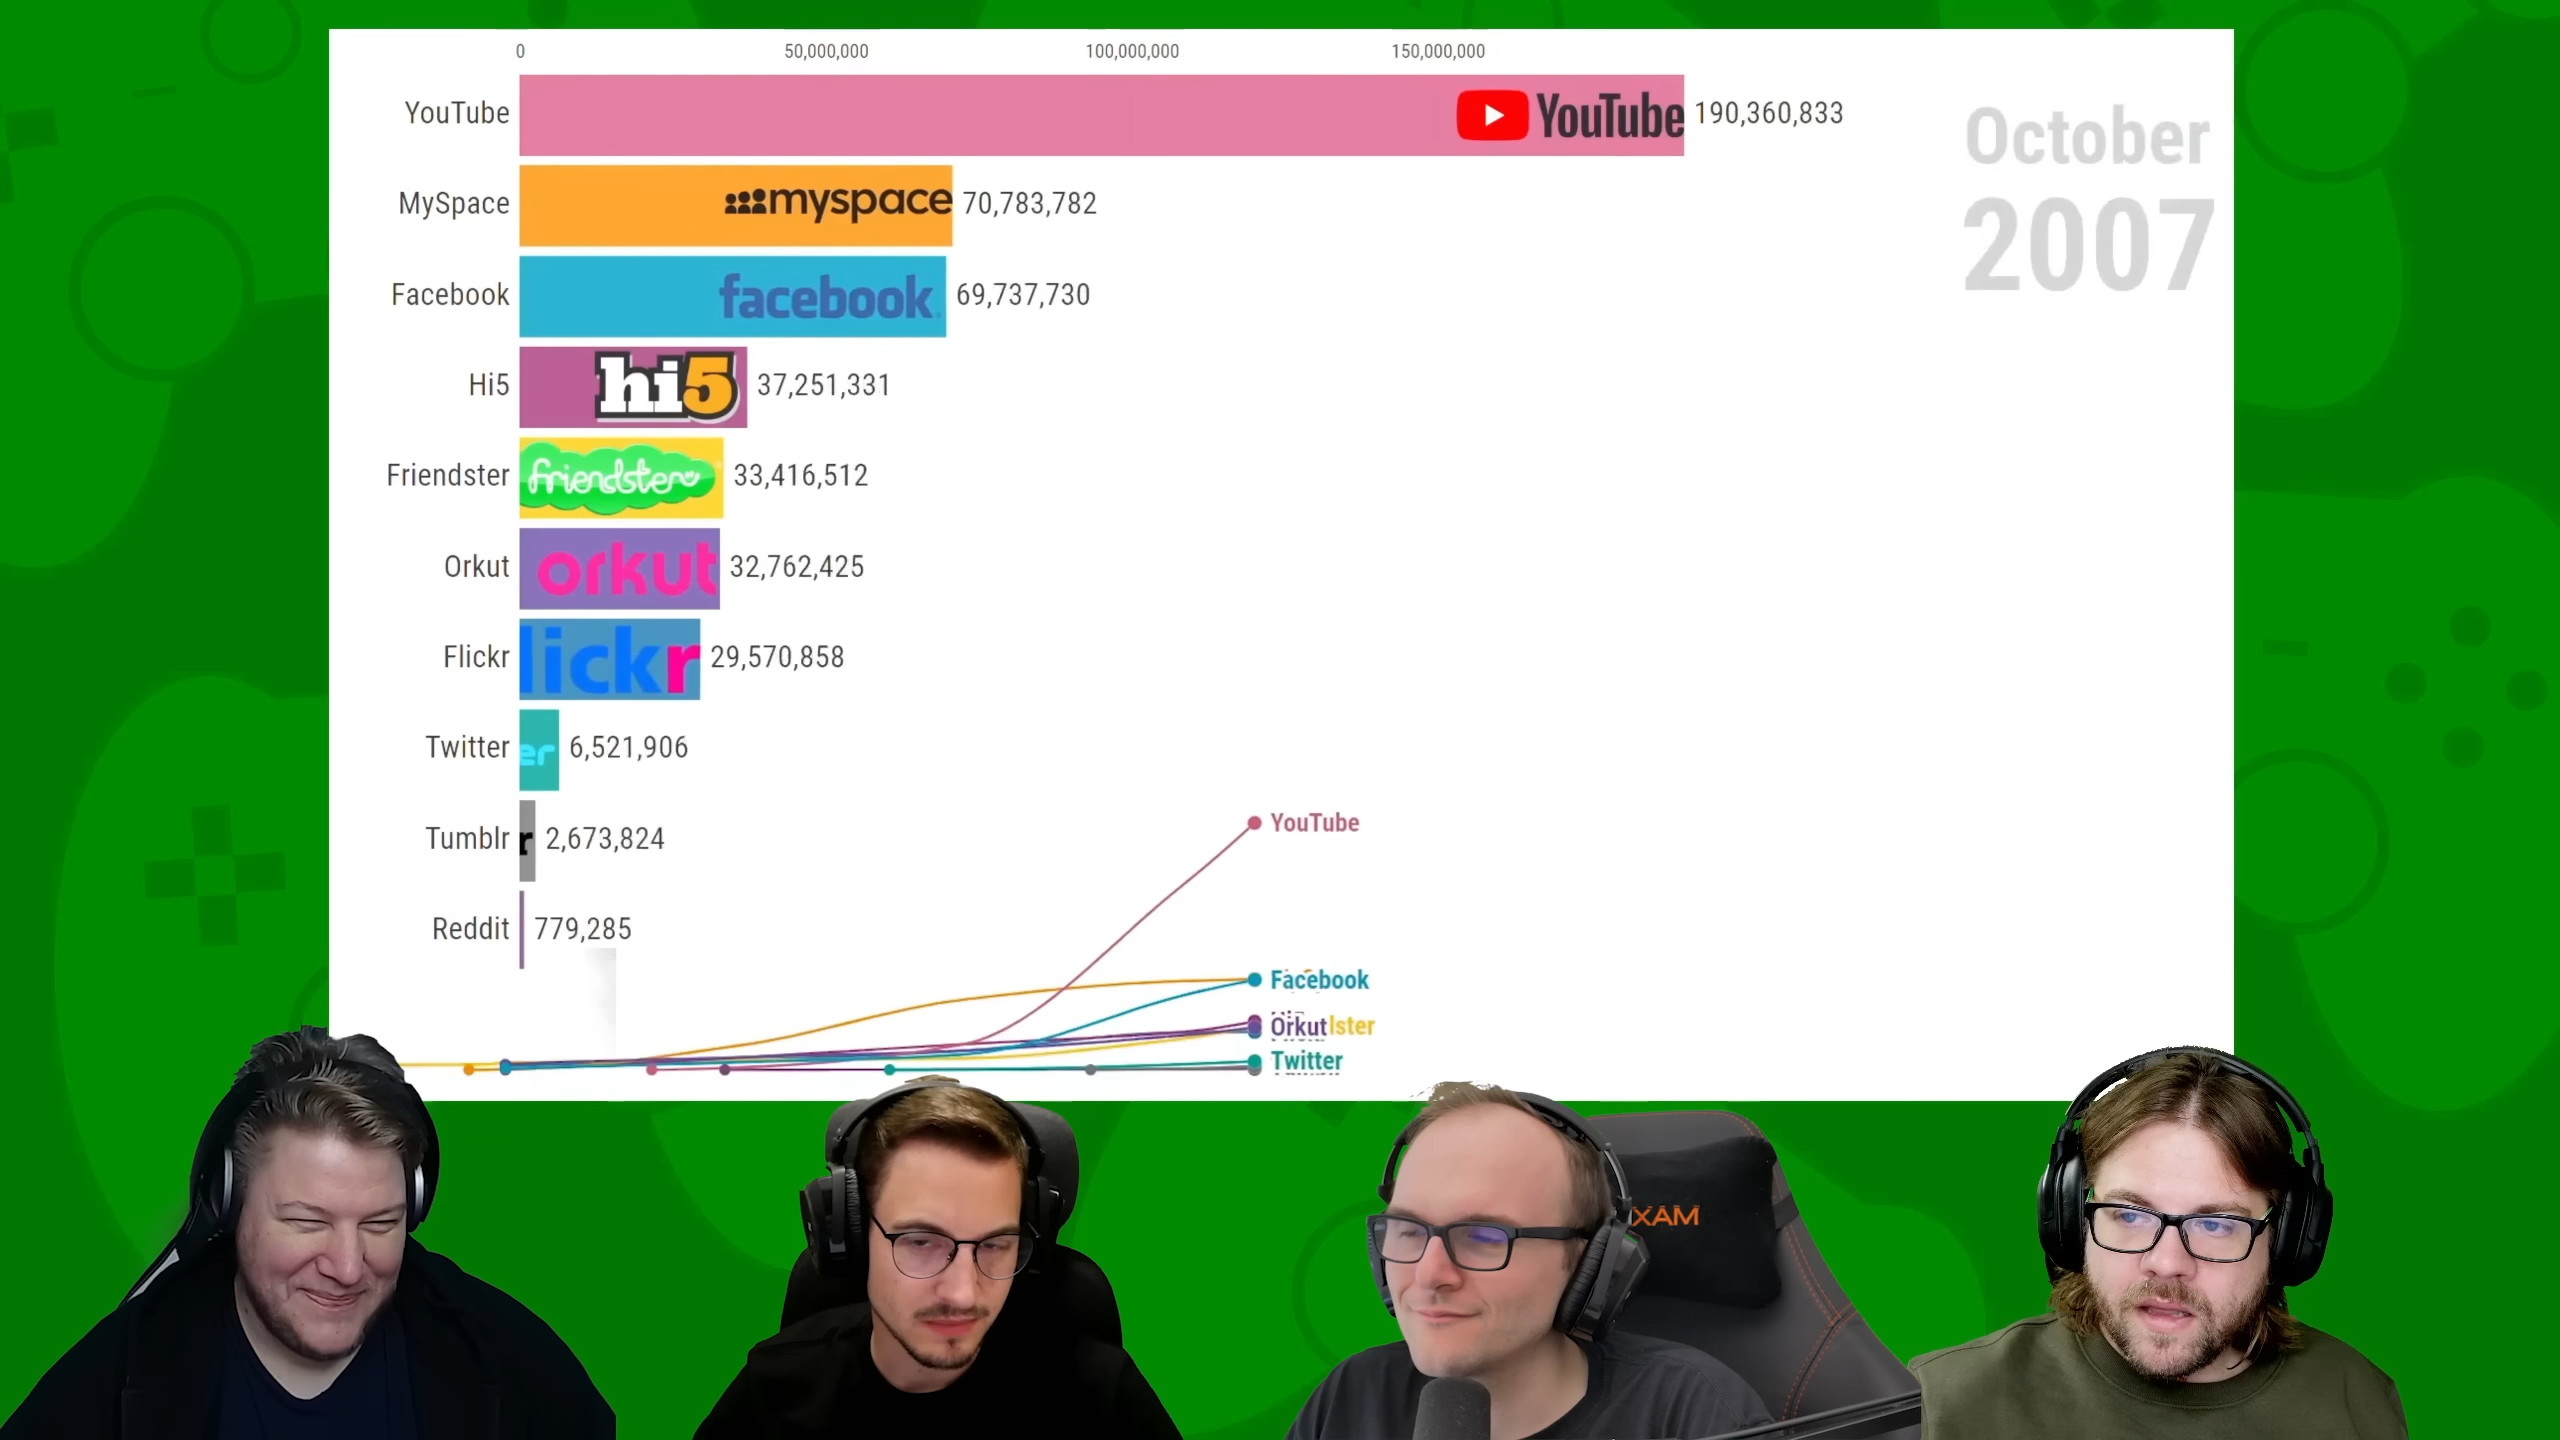 0 50,000,000 100,000,000 150,000,000
YouTube YouTube 190,360,833
October
2007
MySpace myspace 70,783,782
Facebook facebook 69,737,730
Hi5 hi5 37,251,331
Friendster friendster 33,416,512
Orkut orkut 32,762,425
Flickr lickr 29,570,858
Twitter er 6,521,906
Tumblr r 2,673,824
Reddit 779,285
YouTube
Facebook
Orkut ster
Twitter
XAM